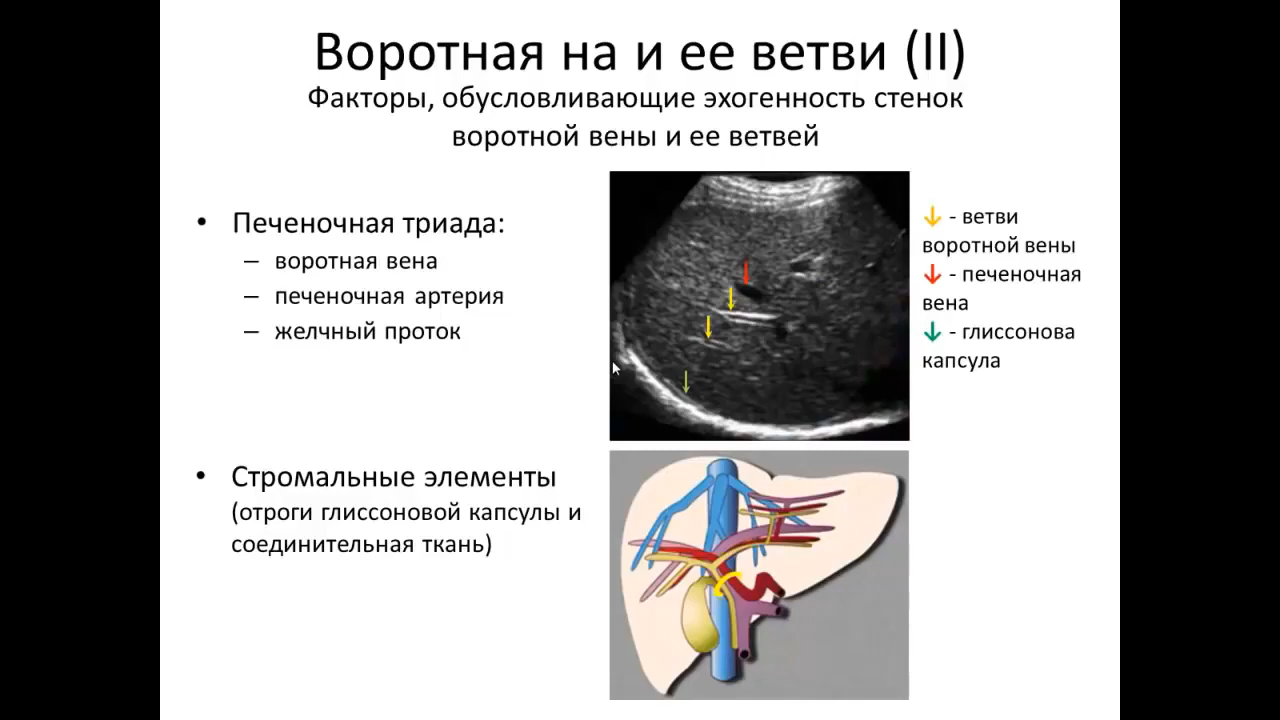 Воротная на и ее ветви (II)
Факторы, обусловливающие эхогенность стенок
воротной вены и ее ветвей
• Печеночная триада:
– воротная вена
– печеночная артерия
– желчный проток
↓ - ветви
воротной вены
↓ - печеночная
вена
↓ - глиссонова
капсула
• Стромальные элементы
(отроги глиссоновой капсулы и
соединительная ткань)